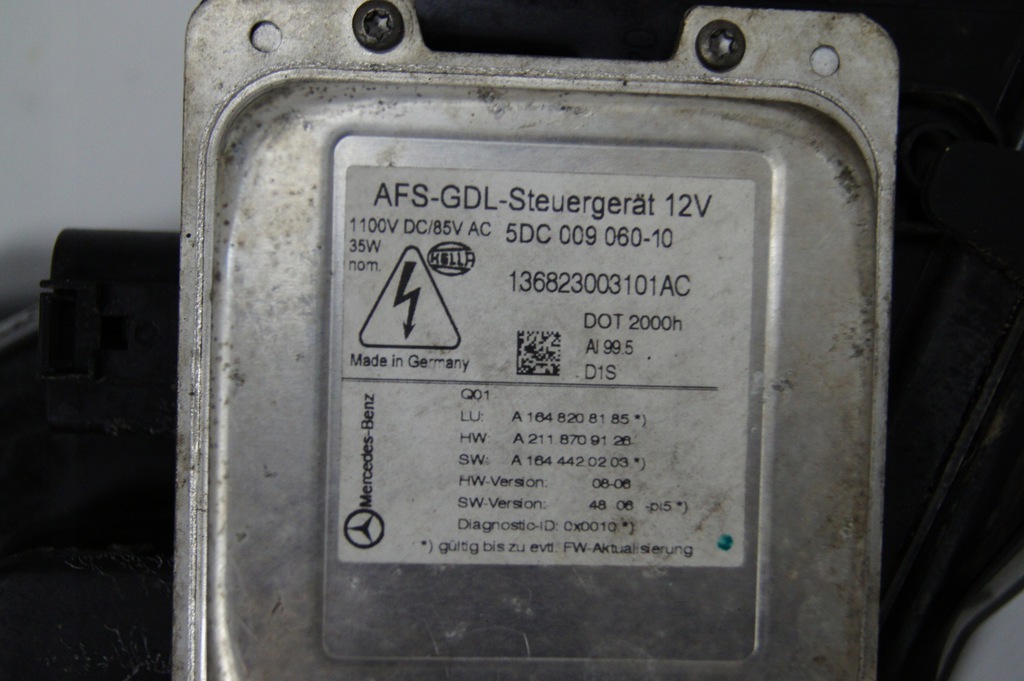 AFS-GDL-Steuergerät 12V
1100V DC/85V AC 5DC 009 060-10
35W
nom.
HELLA
136823003101AC
DOT 2000h
Al 99.5
D1S
Made in Germany
Q01
LU: A 164 820 81 85 *)
HW: A 211 870 91 26
SW: A 164 442 02 03 *)
HW-Version: 08-06
SW-Version: 48 06 -pi5 *)
Diagnostic-ID: 0x0010 *)
*) gültig bis zu evtl. FW-Aktualisierung
Mercedes-Benz